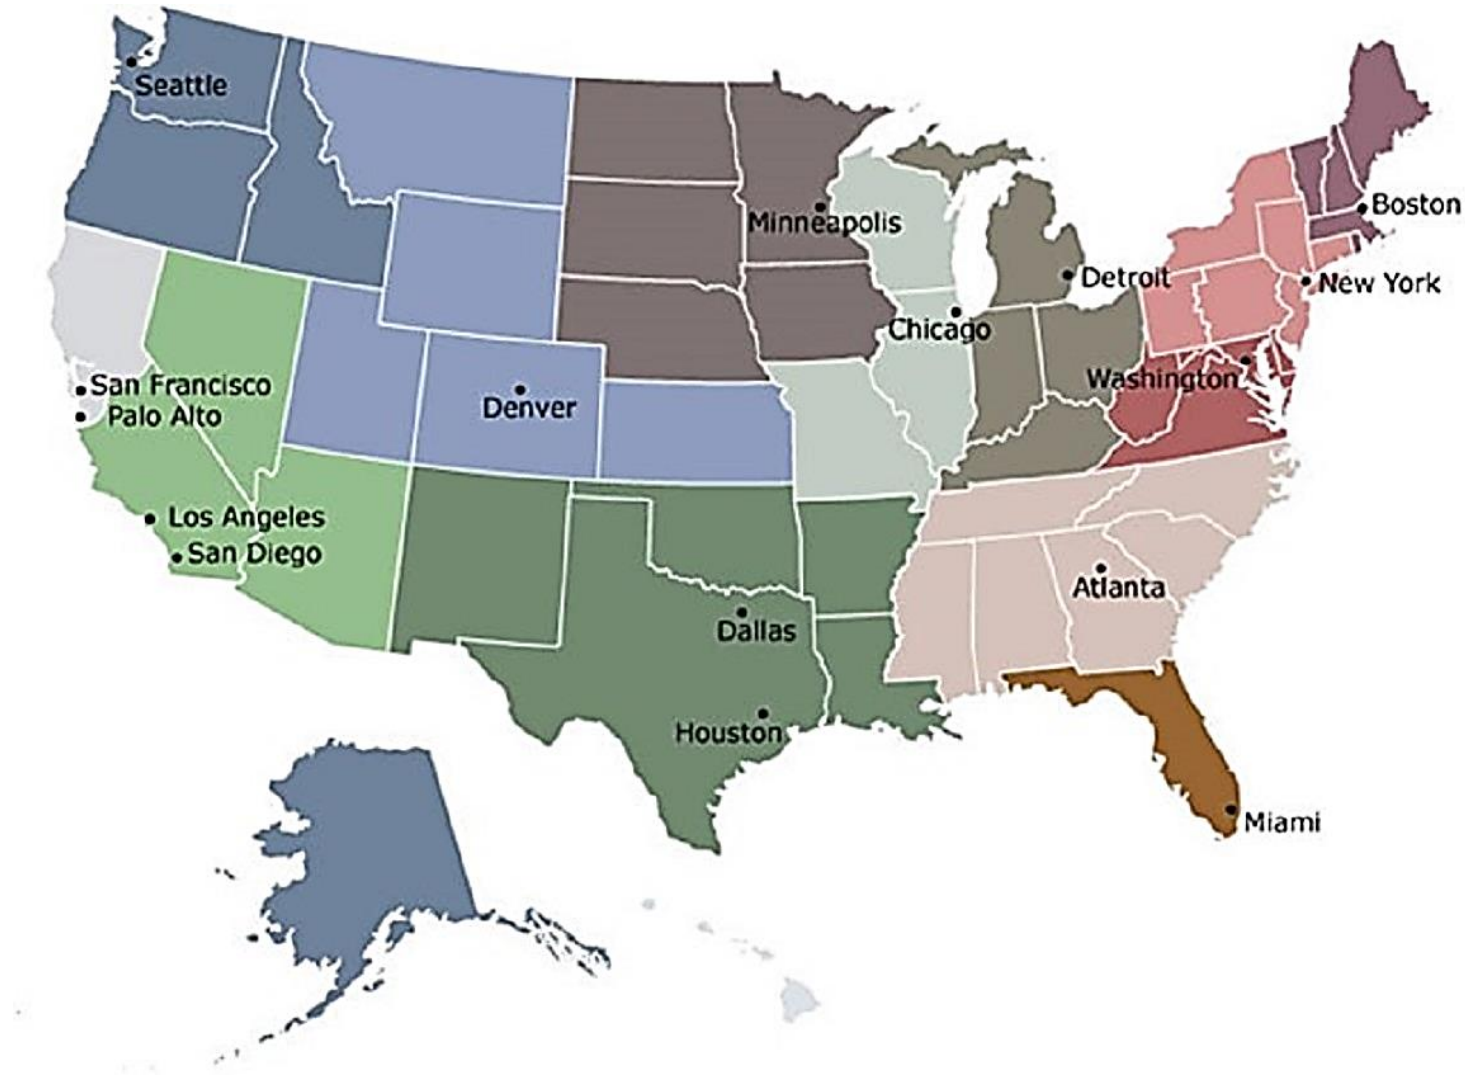 Seattle
Boston
Minneapolis
Detroit
New York
Chicago
Washington
San Francisco
Denver
Palo Alto
Los Angeles
San Diego
Atlanta
Dallas
Houston
Miami